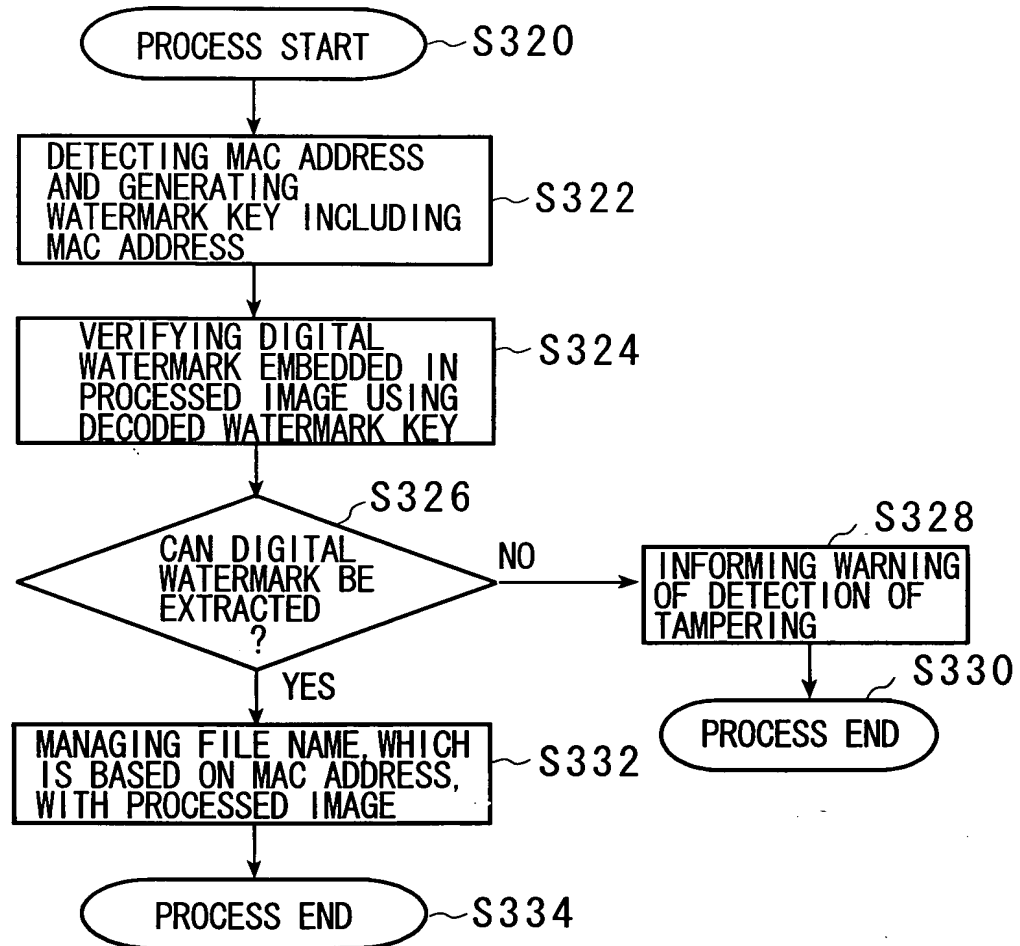 PROCESS START
S320
DETECTING MAC ADDRESS
AND GENERATING
WATERMARK KEY INCLUDING
MAC ADDRESS
S322
VERIFYING DIGITAL
WATERMARK EMBEDDED IN
PROCESSED IMAGE USING
DECODED WATERMARK KEY
S324
S326
CAN DIGITAL
WATERMARK BE
EXTRACTED
?
NO
S328
INFORMING WARNING
OF DETECTION OF
TAMPERING
S330
PROCESS END
YES
MANAGING FILE NAME, WHICH
IS BASED ON MAC ADDRESS,
WITH PROCESSED IMAGE
S332
PROCESS END
S334